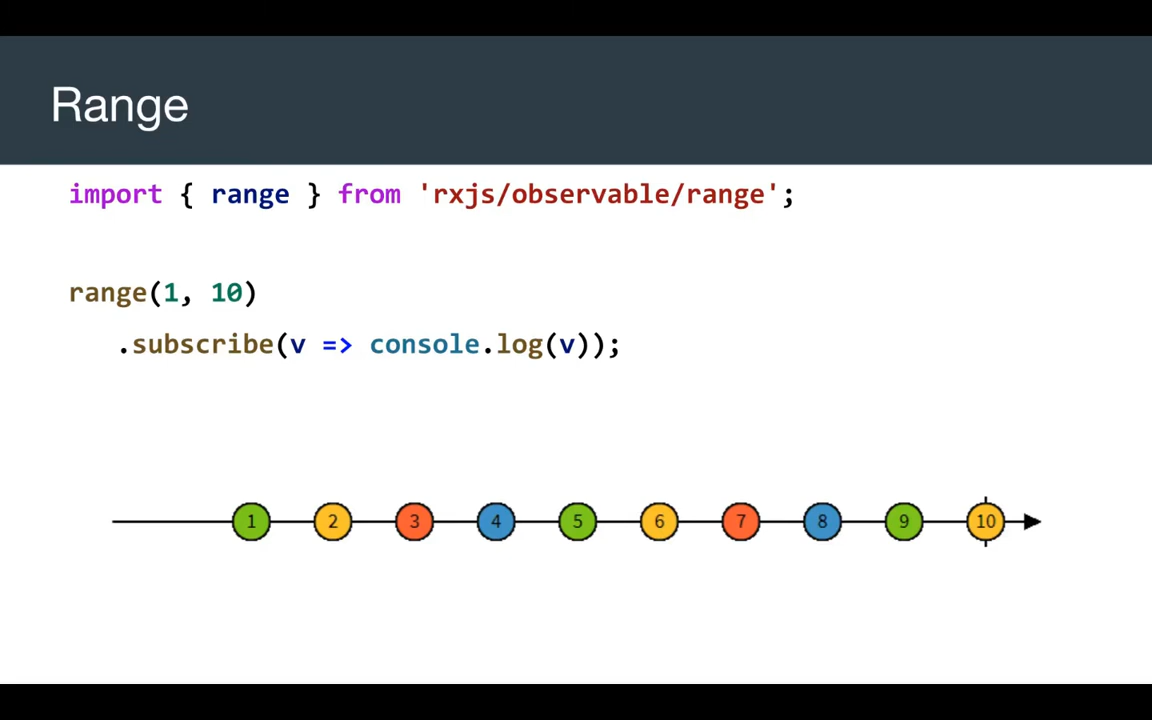 Range
import { range } from 'rxjs/observable/range';
range(1, 10)
.subscribe(v => console.log(v));
1 2 3 4 5 6 7 8 9 10